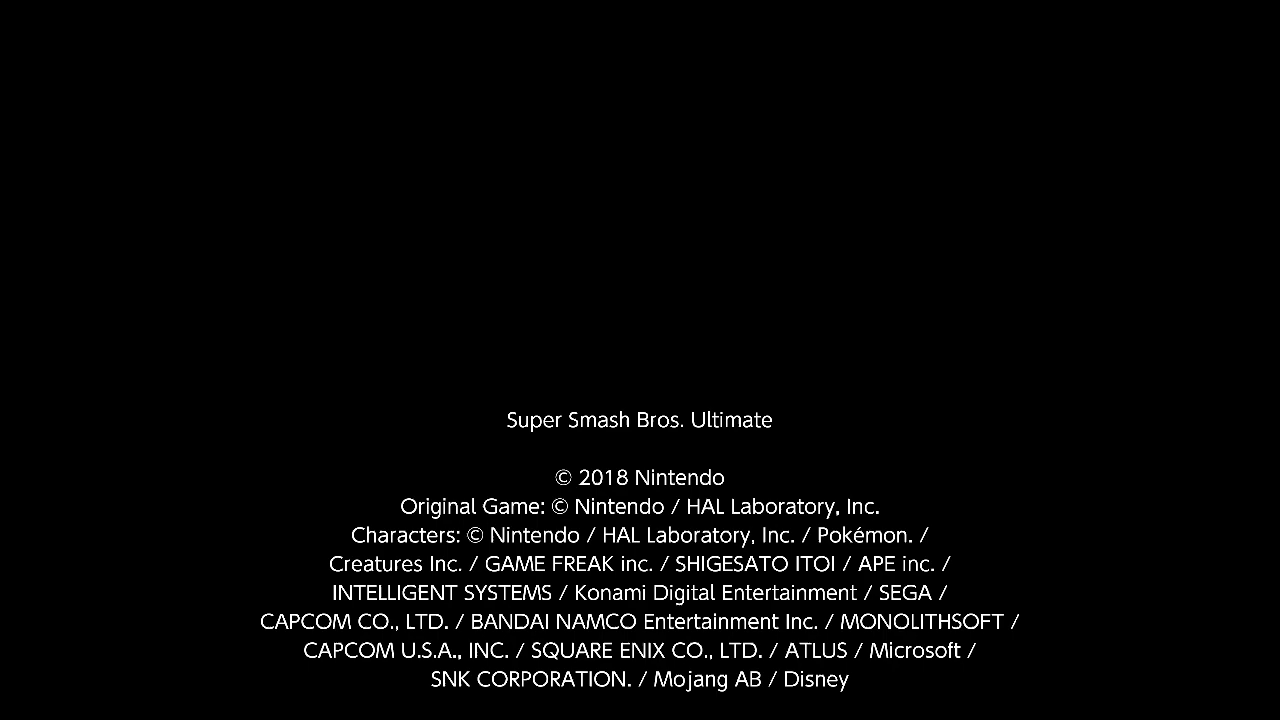 Super Smash Bros. Ultimate
© 2018 Nintendo
Original Game: © Nintendo / HAL Laboratory, Inc.
Characters: © Nintendo / HAL Laboratory, Inc. / Pokémon. /
Creatures Inc. / GAME FREAK inc. / SHIGESATO ITOI / APE inc. /
INTELLIGENT SYSTEMS / Konami Digital Entertainment / SEGA /
CAPCOM CO., LTD. / BANDAI NAMCO Entertainment Inc. / MONOLITHSOFT /
CAPCOM U.S.A., INC. / SQUARE ENIX CO., LTD. / ATLUS / Microsoft /
SNK CORPORATION. / Mojang AB / Disney